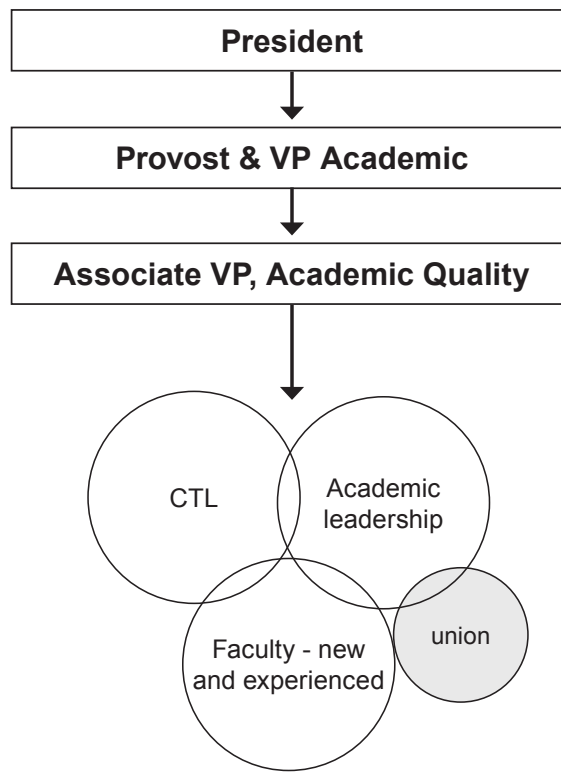 President
Provost & VP Academic
Associate VP, Academic Quality
CTL
Academic
leadership
union
Faculty - new
and experienced